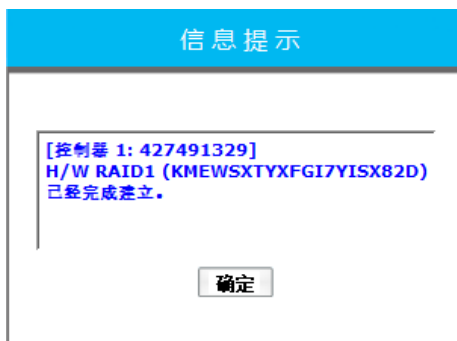 信息提示
[控制器 1: 427491329]
H/W RAID1 (KMEWSXTYXFGI7YISX82D)
已经完成建立。
确定